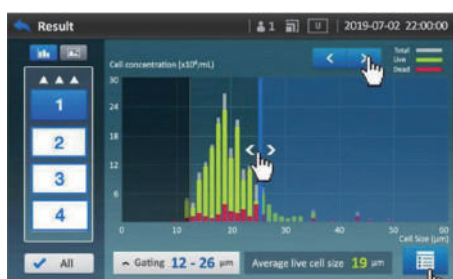 Result
1
U
2019-07-02 22:00:00
Cell concentration (x10⁶/mL)
Total
Live
Dead
30
24
18
12
6
0 10 20 30 40 50 60
Cell Size (µm)
1
2
3
4
All
Gating 12 - 26 µm
Average live cell size 19 µm